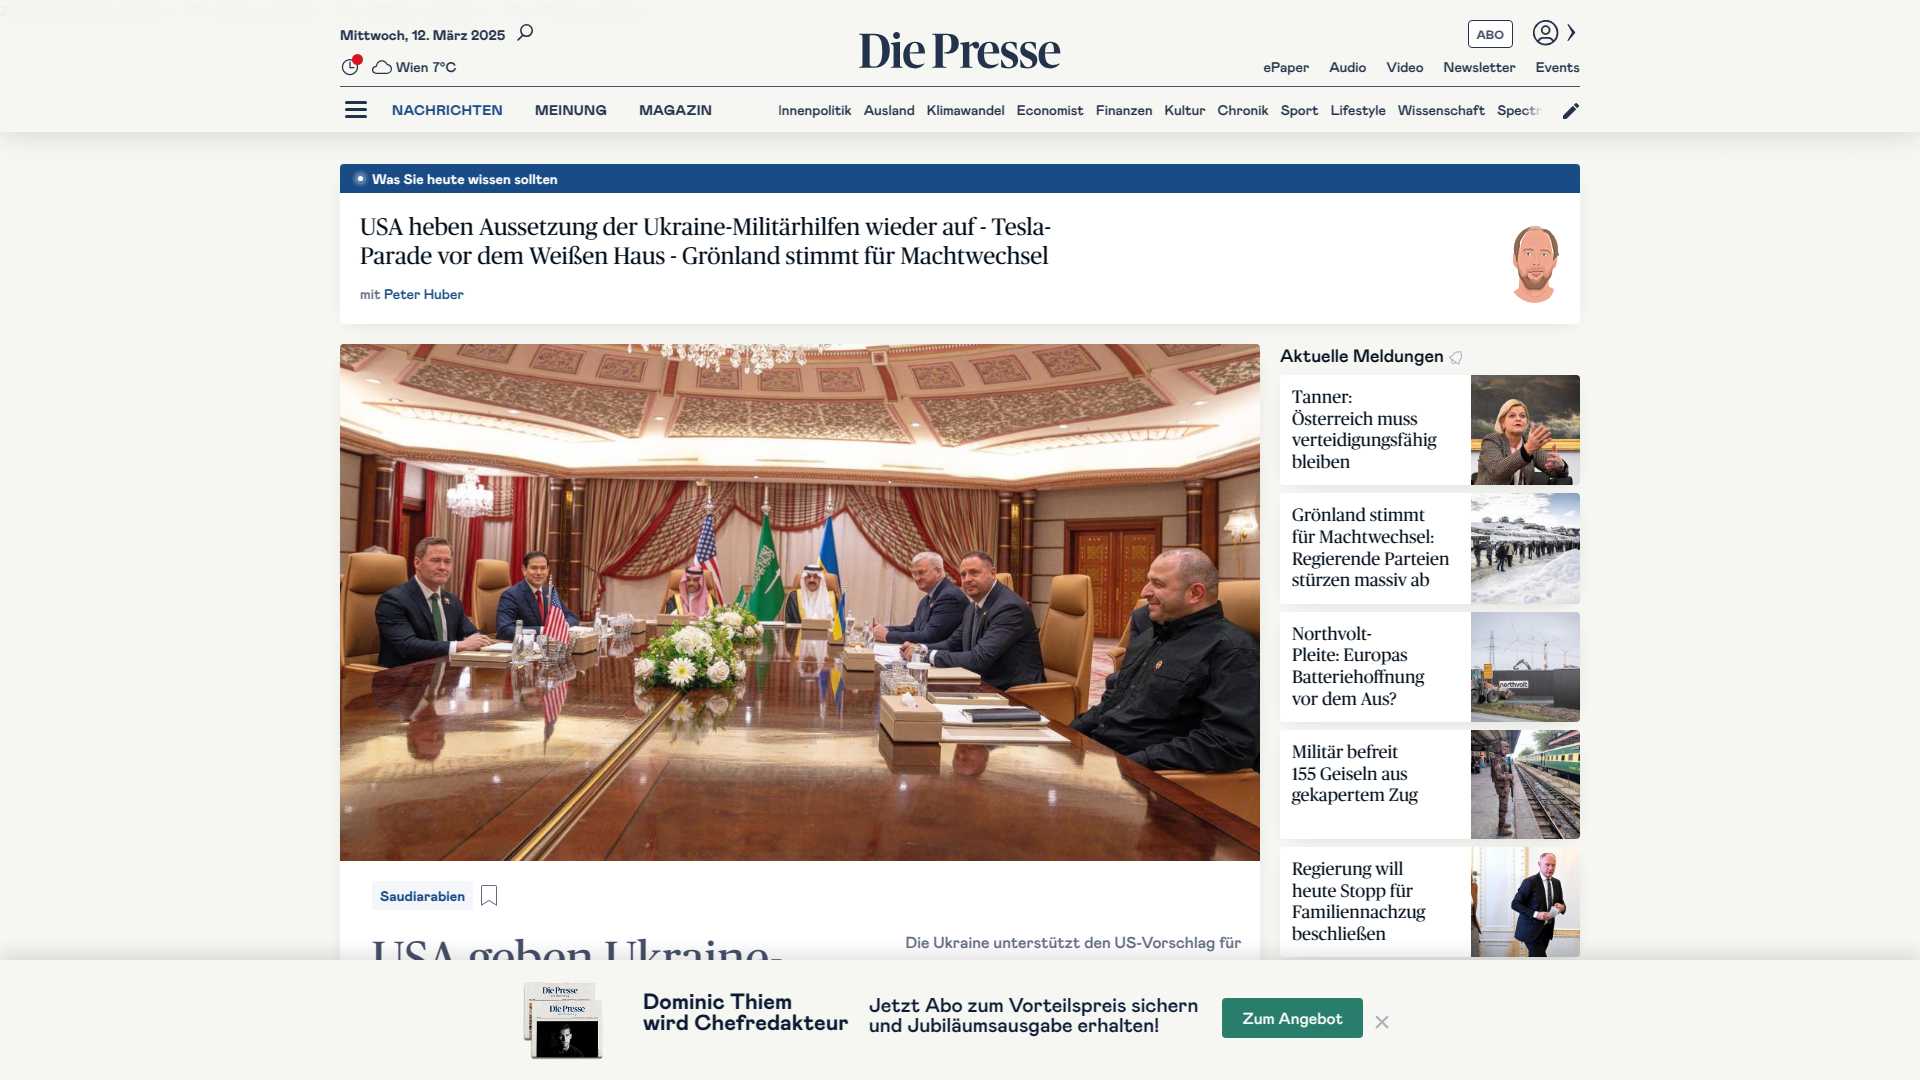 Mittwoch, 12. März 2025
Wien 7°C
Die Presse
ABO
ePaper Audio Video Newsletter Events
NACHRICHTEN MEINUNG MAGAZIN
Innenpolitik Ausland Klimawandel Economist Finanzen Kultur Chronik Sport Lifestyle Wissenschaft Spectr
Was Sie heute wissen sollten
USA heben Aussetzung der Ukraine-Militärhilfen wieder auf - Tesla-
Parade vor dem Weißen Haus - Grönland stimmt für Machtwechsel
mit Peter Huber
Saudiarabien
USA geben Ukraine-
Die Ukraine unterstützt den US-Vorschlag für
Aktuelle Meldungen
Tanner:
Österreich muss
verteidigungsfähig
bleiben
Grönland stimmt
für Machtwechsel:
Regierende Parteien
stürzen massiv ab
Northvolt-
Pleite: Europas
Batteriehoffnung
vor dem Aus?
northvolt
Militär befreit
155 Geiseln aus
gekapertem Zug
Regierung will
heute Stopp für
Familiennachzug
beschließen
Die Presse
Die Presse
Dominic Thiem
wird Chefredakteur
Jetzt Abo zum Vorteilspreis sichern
und Jubiläumsausgabe erhalten!
Zum Angebot